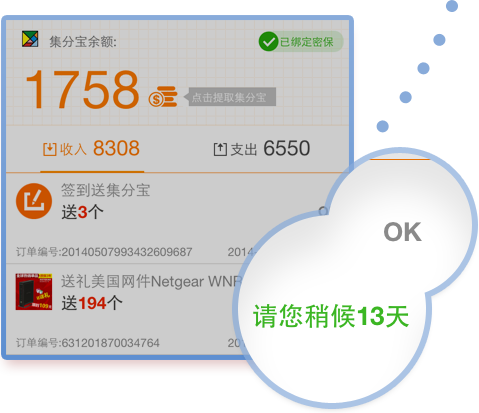 集分宝余额:
已绑定密保
1758
点击提取集分宝
收入 8308
支出 6550
签到送集分宝
送3个
订单编号:20140507993432609687
2014
送礼美国网件Netgear WNR
送194个
订单编号:631201870034764
201
OK
请您稍候13天